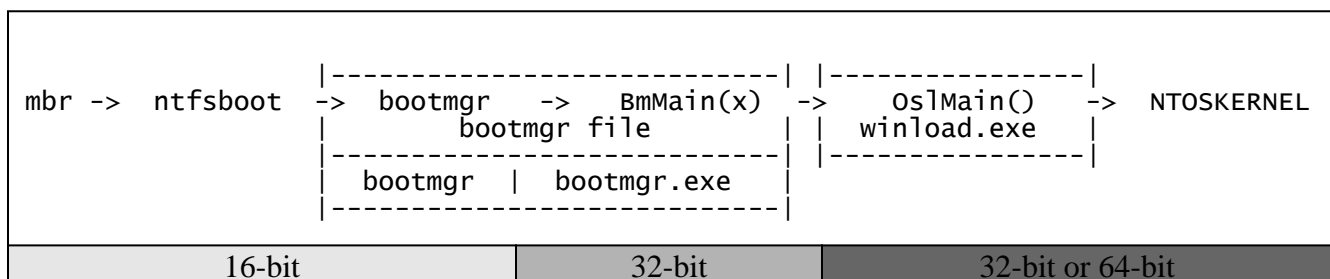 |----------------------------| |----------------|
mbr -> ntfsboot -> bootmgr -> BmMain(x) -> OslMain() -> NTOSKERNEL
| bootmgr file | | winload.exe |
|----------------------------| |----------------|
| bootmgr | bootmgr.exe |
|----------------------------|
16-bit 32-bit 32-bit or 64-bit